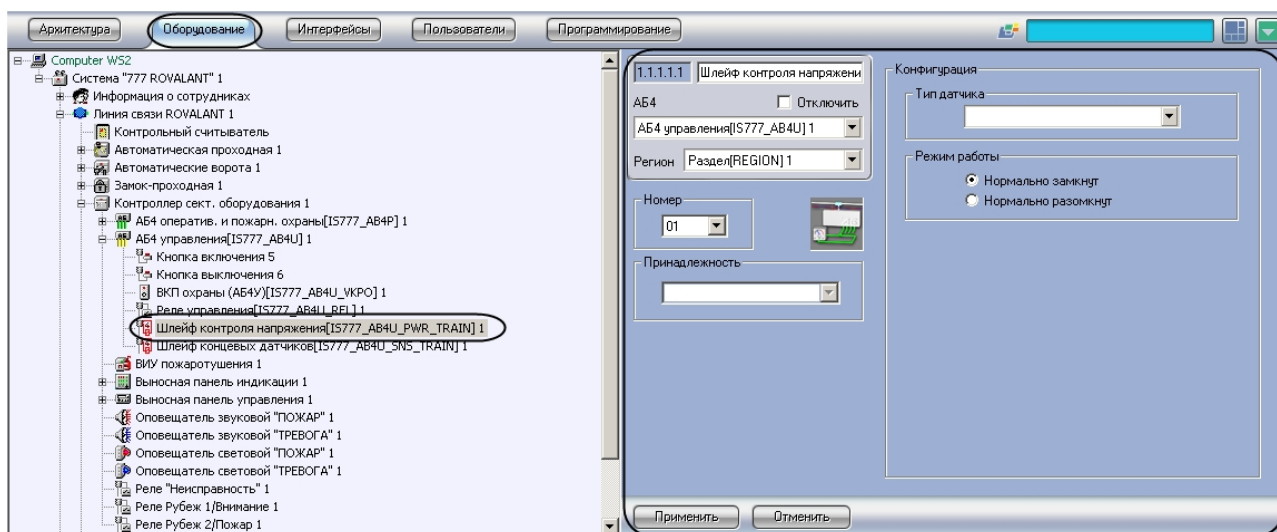 Архитектура
Оборудование
Интерфейсы
Пользователи
Программирование
Computer WS2
Система "777 ROVALANT" 1
Информация о сотрудниках
Линия связи ROVALANT 1
Контрольный считыватель
Автоматическая проходная 1
Автоматические ворота 1
Замок-проходная 1
Контроллер сект. оборудования 1
АБ4 оператив. и пожарн. охраны[IS777_AB4P] 1
АБ4 управления[IS777_AB4U] 1
Кнопка включения 5
Кнопка выключения 6
ВКП охраны (АБ4У)[IS777_AB4U_VKPO] 1
Реле управления[IS777_AB4U_REL] 1
Шлейф контроля напряжения[IS777_AB4U_PWR_TRAIN] 1
Шлейф концевых датчиков[IS777_AB4U_SNS_TRAIN] 1
ВИУ пожаротушения 1
Выносная панель индикации 1
Выносная панель управления 1
Оповещатель звуковой "ПОЖАР" 1
Оповещатель звуковой "ТРЕВОГА" 1
Оповещатель световой "ПОЖАР" 1
Оповещатель световой "ТРЕВОГА" 1
Реле "Неисправность" 1
Реле Рубеж 1/Внимание 1
Реле Рубеж 2/Пожар 1
1.1.1.1.1 Шлейф контроля напряжени
АБ4 Отключить
АБ4 управления[IS777_AB4U] 1
Регион Раздел[REGION] 1
Номер
01
Принадлежность
Конфигурация
Тип датчика
Режим работы
Нормально замкнут
Нормально разомкнут
Применить
Отменить